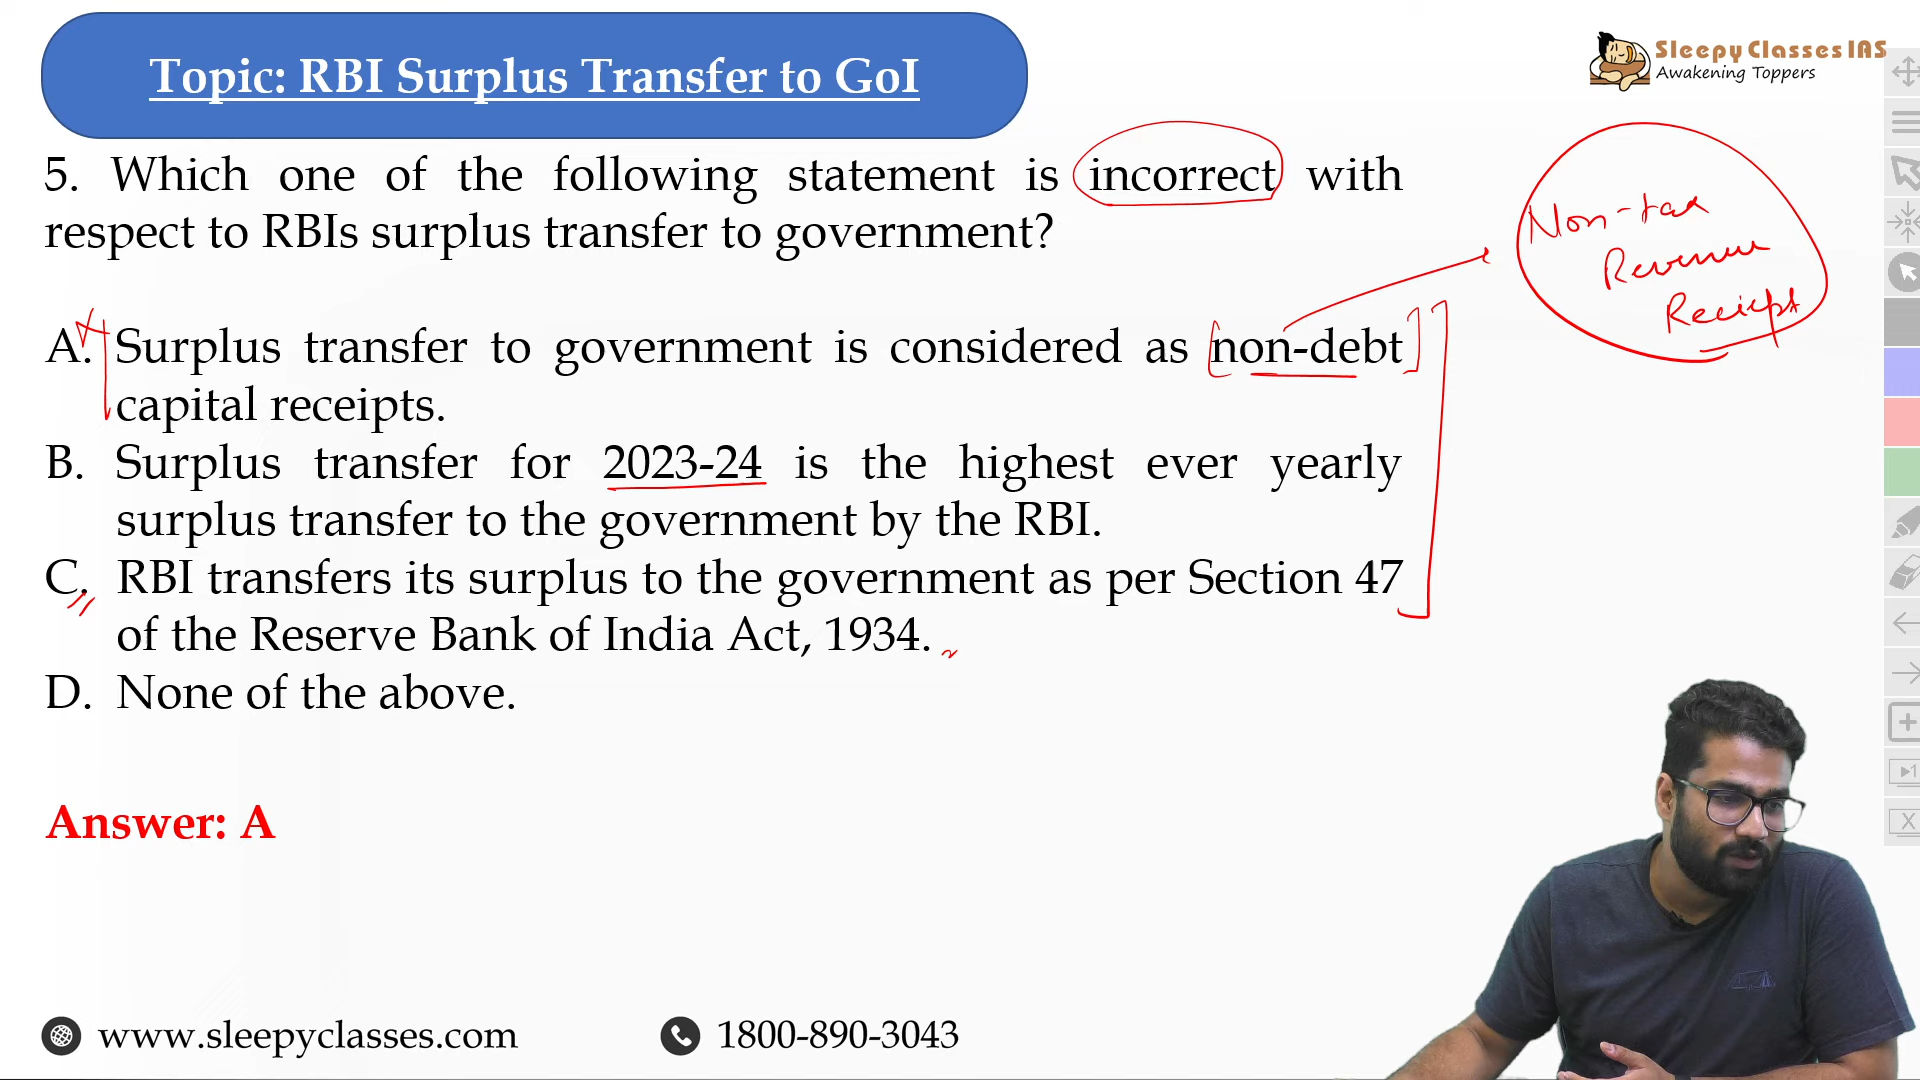 Topic: RBI Surplus Transfer to GoI
Sleepy Classes IAS
Awakening Toppers
5. Which one of the following statement is incorrect with
respect to RBIs surplus transfer to government?
Non-tax
Revenue
Reciept
A. Surplus transfer to government is considered as non-debt
capital receipts.
B. Surplus transfer for 2023-24 is the highest ever yearly
surplus transfer to the government by the RBI.
C. RBI transfers its surplus to the government as per Section 47
of the Reserve Bank of India Act, 1934.
D. None of the above.
Answer: A
www.sleepyclasses.com
1800-890-3043